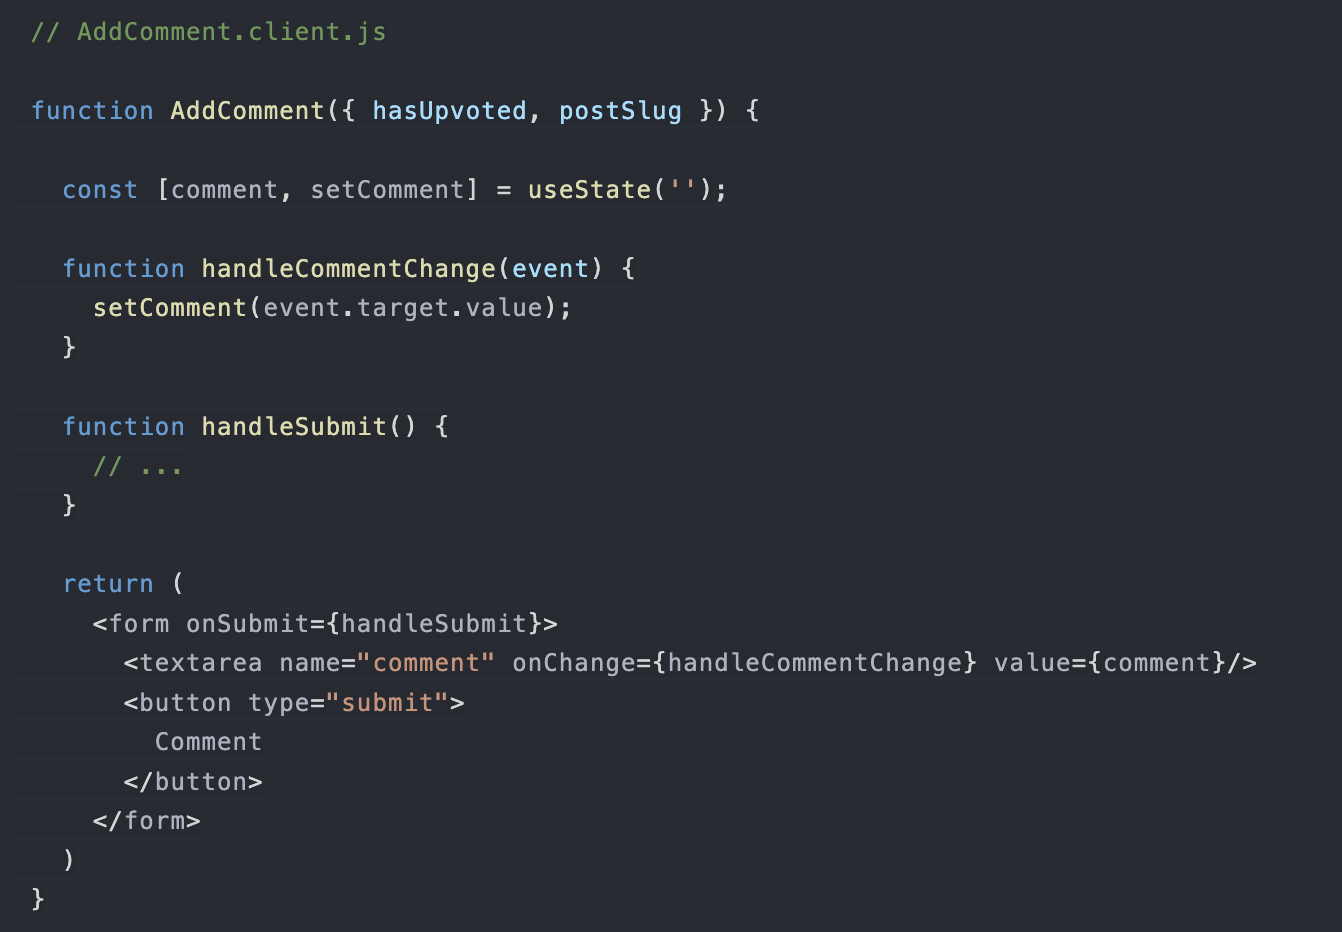 // AddComment.client.js
function AddComment({ hasUpvoted, postSlug }) {
const [comment, setComment] = useState('');
function handleCommentChange(event) {
setComment(event.target.value);
}
function handleSubmit() {
// ...
}
return (
<form onSubmit={handleSubmit}>
<textarea name="comment" onChange={handleCommentChange} value={comment}/>
<button type="submit">
Comment
</button>
</form>
)
}